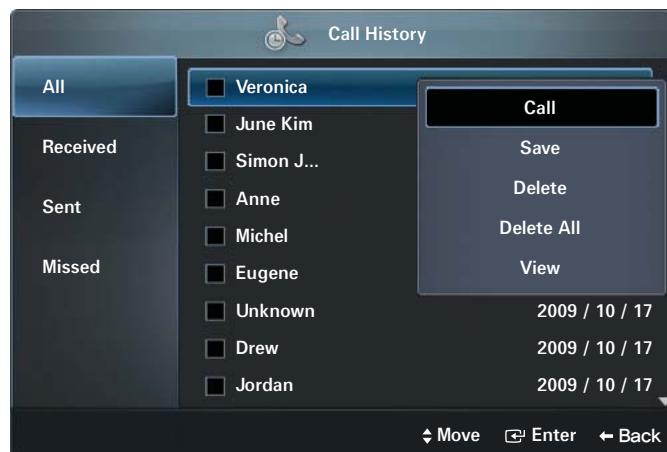 Call History
All
Received
Sent
Missed
Veronica
June Kim
Simon J...
Anne
Michel
Eugene
Unknown 2009 / 10 / 17
Drew 2009 / 10 / 17
Jordan 2009 / 10 / 17
Call
Save
Delete
Delete All
View
Move Enter Back